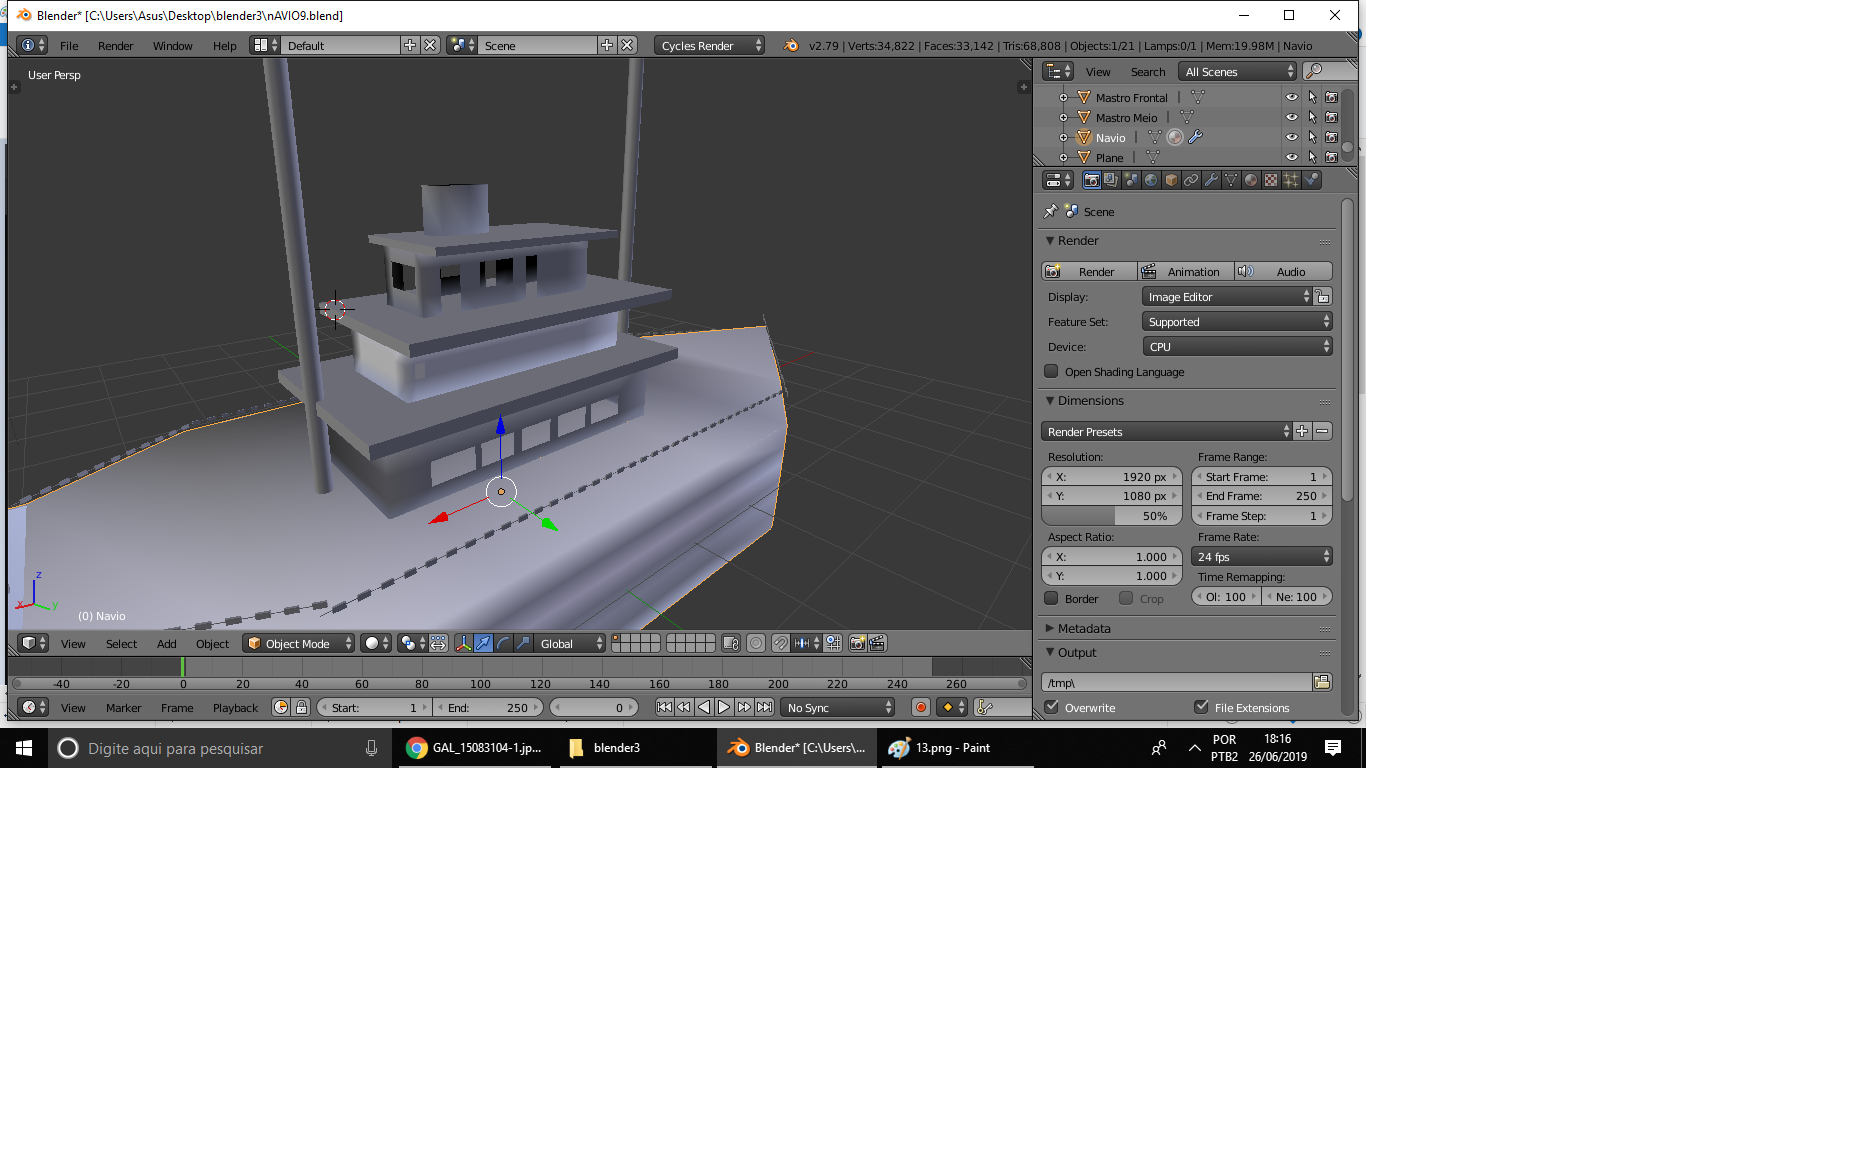 Blender* [C:\Users\Asus\Desktop\blender3\nAVIO9.blend]
File Render Window Help Default Scene Cycles Render v2.79 | Verts:34,822 | Faces:33,142 | Tris:68,808 | Objects:1/21 | Lamps:0/1 | Mem:19.98M | Navio
User Persp
View Search All Scenes
Mastro Frontal
Mastro Meio
Navio
Plane
Scene
Render
Render Animation Audio
Display: Image Editor
Feature Set: Supported
Device: CPU
Open Shading Language
Dimensions
Render Presets
Resolution: Frame Range:
X: 1920 px Start Frame: 1
Y: 1080 px End Frame: 250
50% Frame Step: 1
Aspect Ratio: Frame Rate:
X: 1.000 24 fps
Y: 1.000 Time Remapping:
Border Crop Ol: 100 Ne: 100
Metadata
Output
/tmp\
Overwrite File Extensions
z
x y
(0) Navio
View Select Add Object Object Mode Global
-40 -20 0 20 40 60 80 100 120 140 160 180 200 220 240 260
View Marker Frame Playback Start: 1 End: 250 0 No Sync
Digite aqui para pesquisar GAL_15083104-1.jp... blender3 Blender* [C:\Users\... 13.png - Paint
POR 18:16
PTB2 26/06/2019